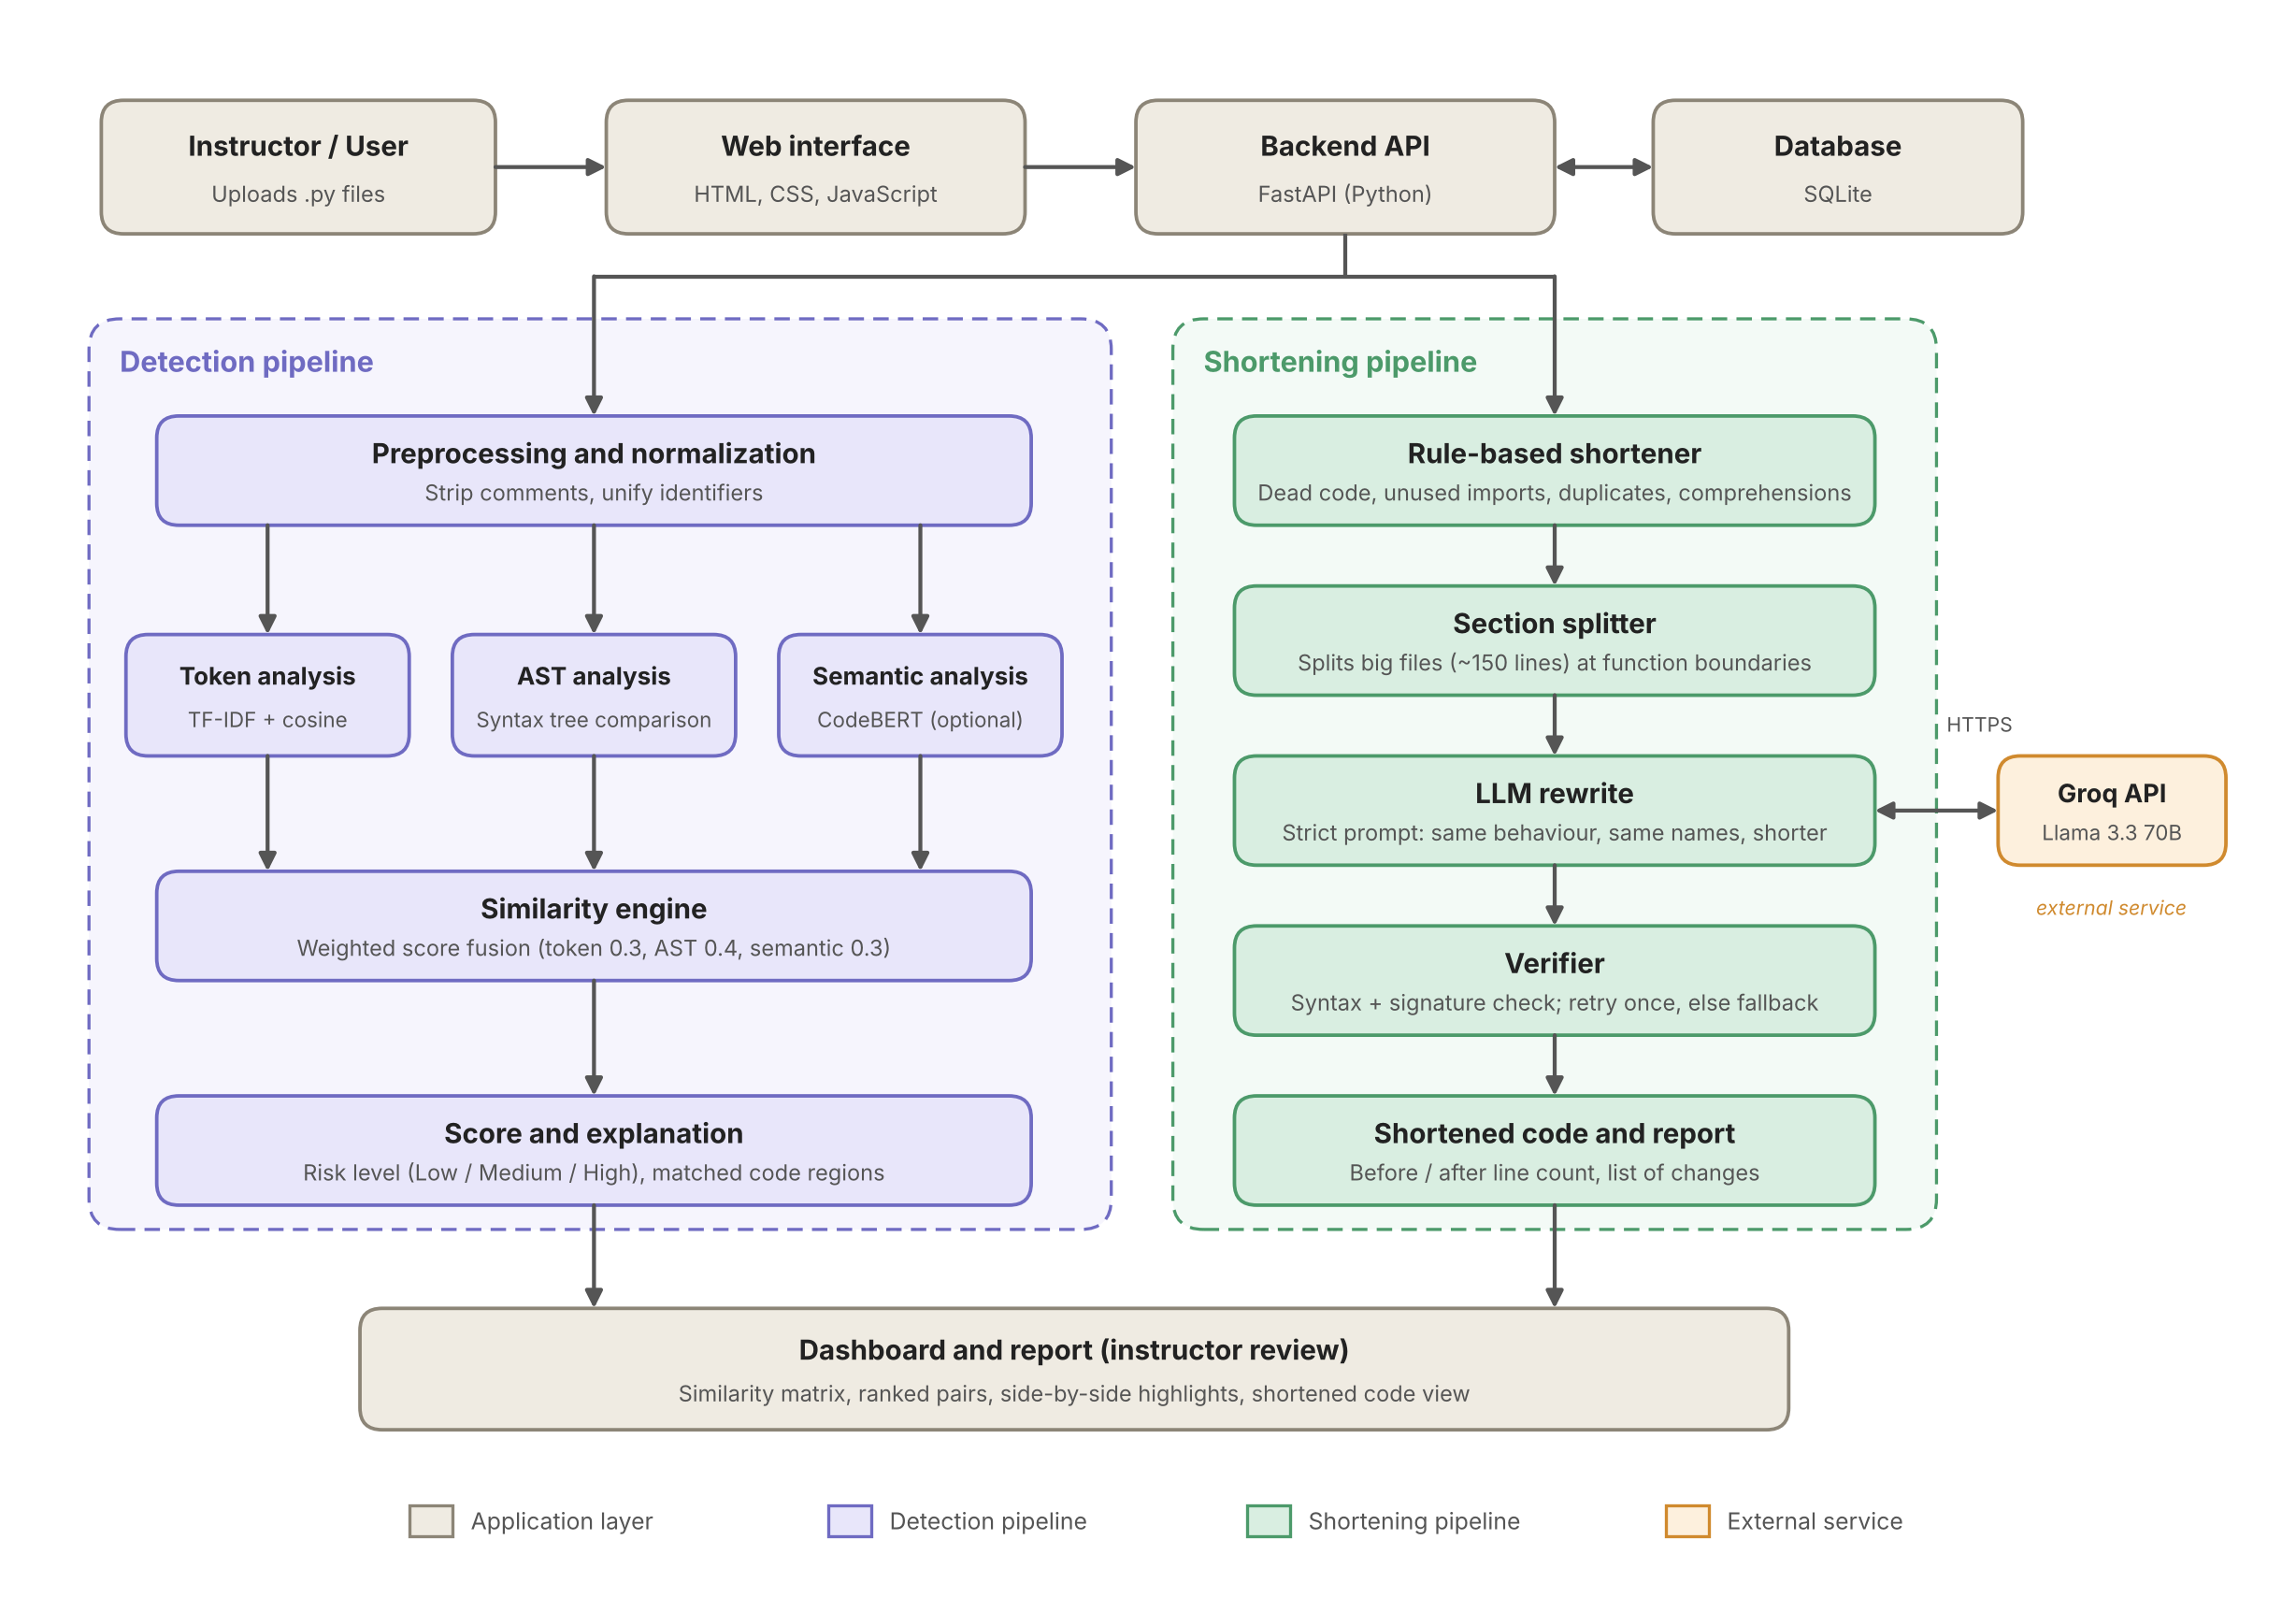 Instructor / User
Uploads .py files
Web interface
HTML, CSS, JavaScript
Backend API
FastAPI (Python)
Database
SQLite
Detection pipeline
Preprocessing and normalization
Strip comments, unify identifiers
Token analysis
TF-IDF + cosine
AST analysis
Syntax tree comparison
Semantic analysis
CodeBERT (optional)
Similarity engine
Weighted score fusion (token 0.3, AST 0.4, semantic 0.3)
Score and explanation
Risk level (Low / Medium / High), matched code regions
Shortening pipeline
Rule-based shortener
Dead code, unused imports, duplicates, comprehensions
Section splitter
Splits big files (~150 lines) at function boundaries
LLM rewrite
Strict prompt: same behaviour, same names, shorter
HTTPS
Groq API
Llama 3.3 70B
external service
Verifier
Syntax + signature check; retry once, else fallback
Shortened code and report
Before / after line count, list of changes
Dashboard and report (instructor review)
Similarity matrix, ranked pairs, side-by-side highlights, shortened code view
Application layer
Detection pipeline
Shortening pipeline
External service